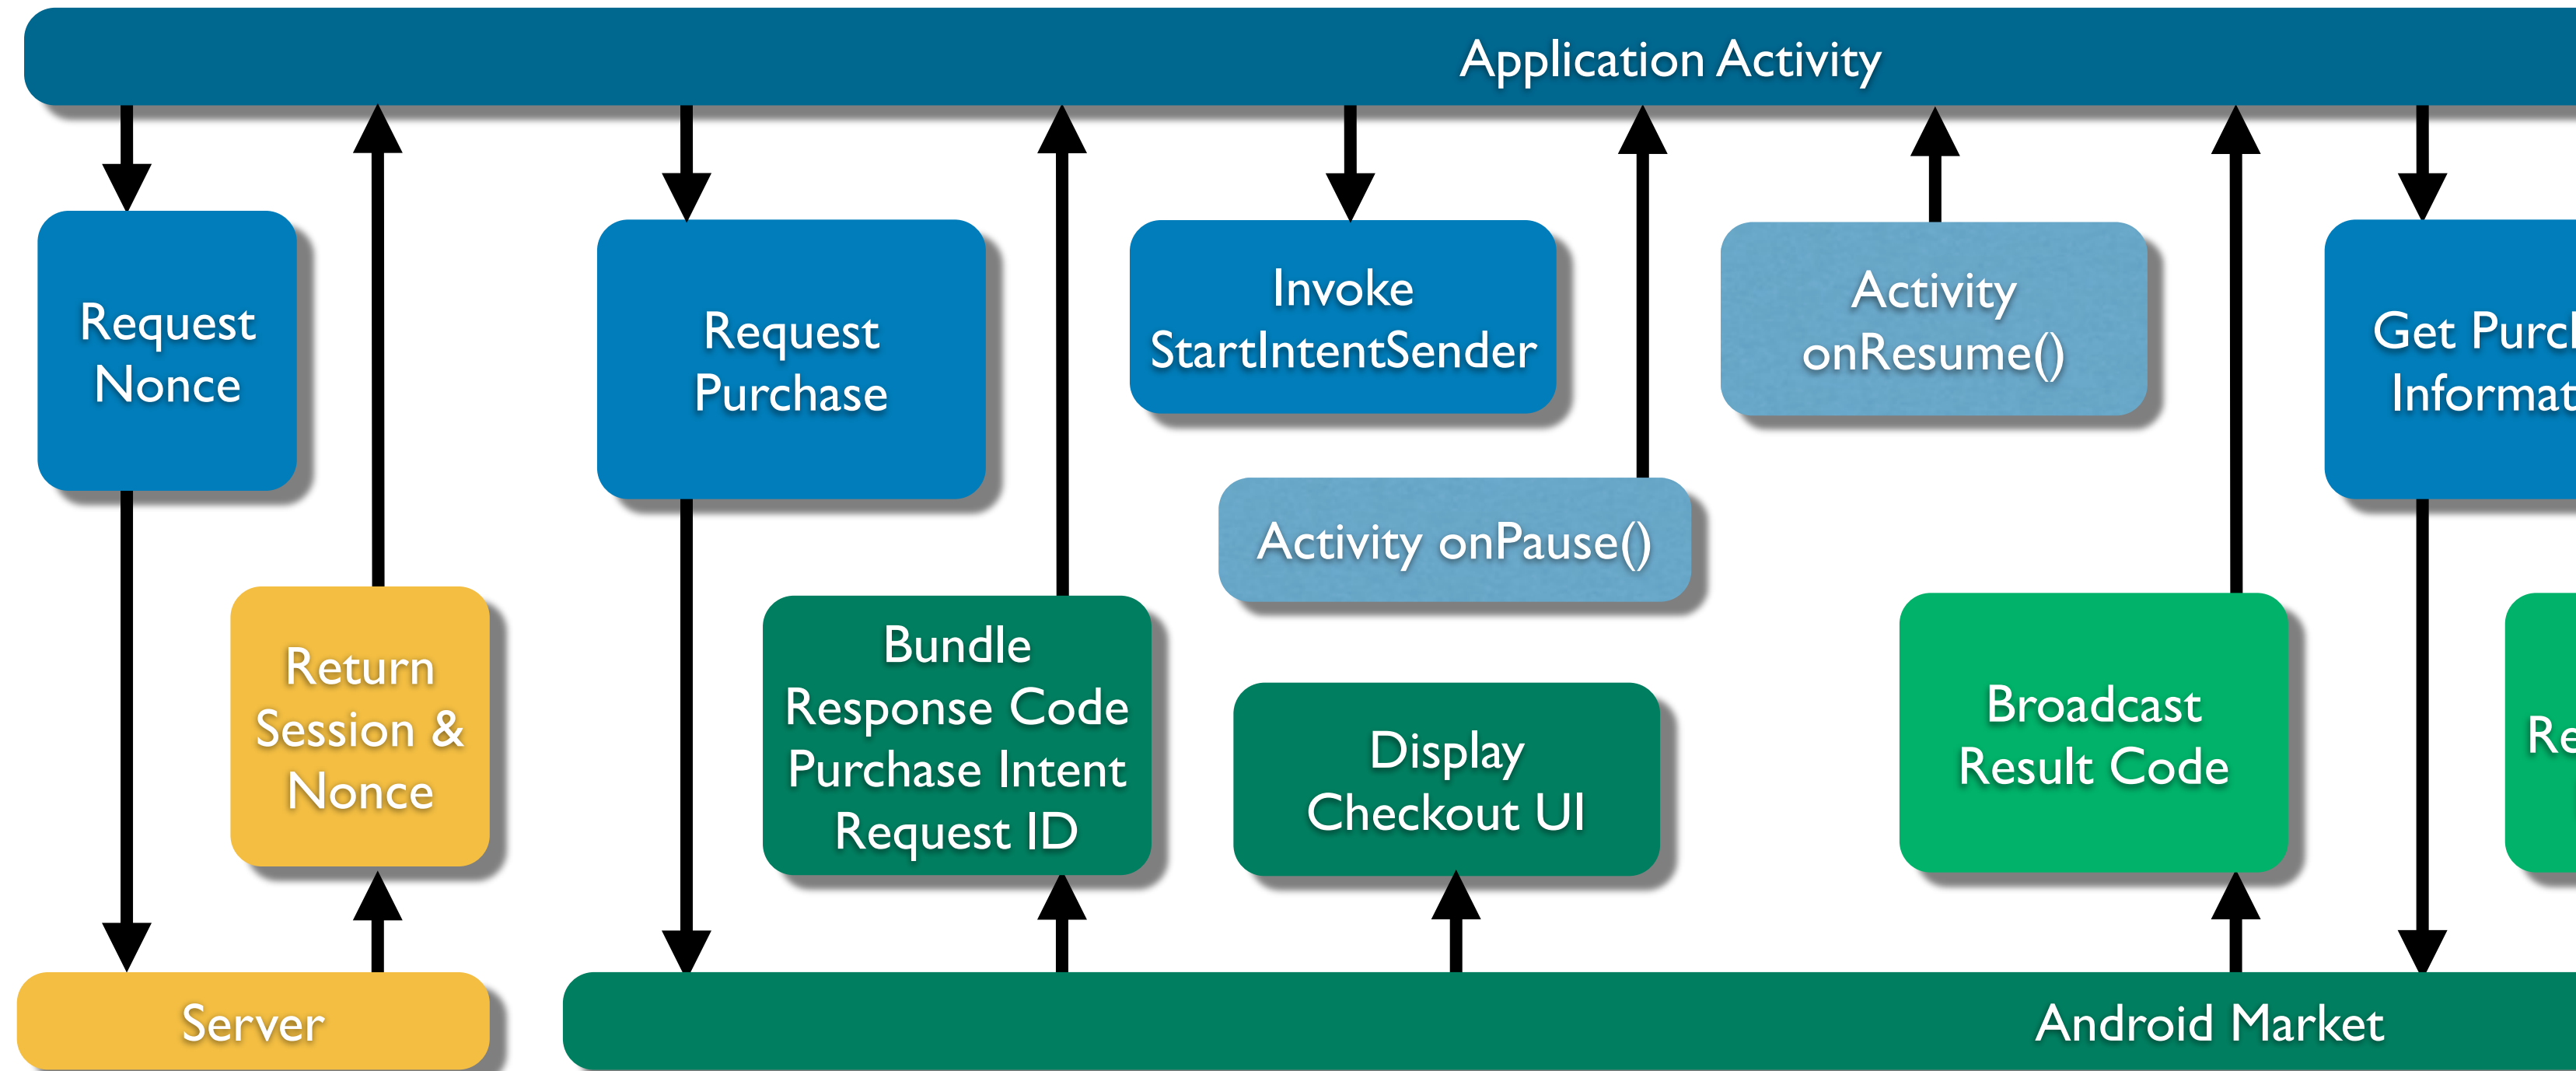 Application Activity
Request
Nonce
Return
Session &
Nonce
Request
Purchase
Bundle
Response Code
Purchase Intent
Request ID
Invoke
StartIntentSender
Activity onPause()
Display
Checkout UI
Activity
onResume()
Broadcast
Result Code
Get
Server
Android Market